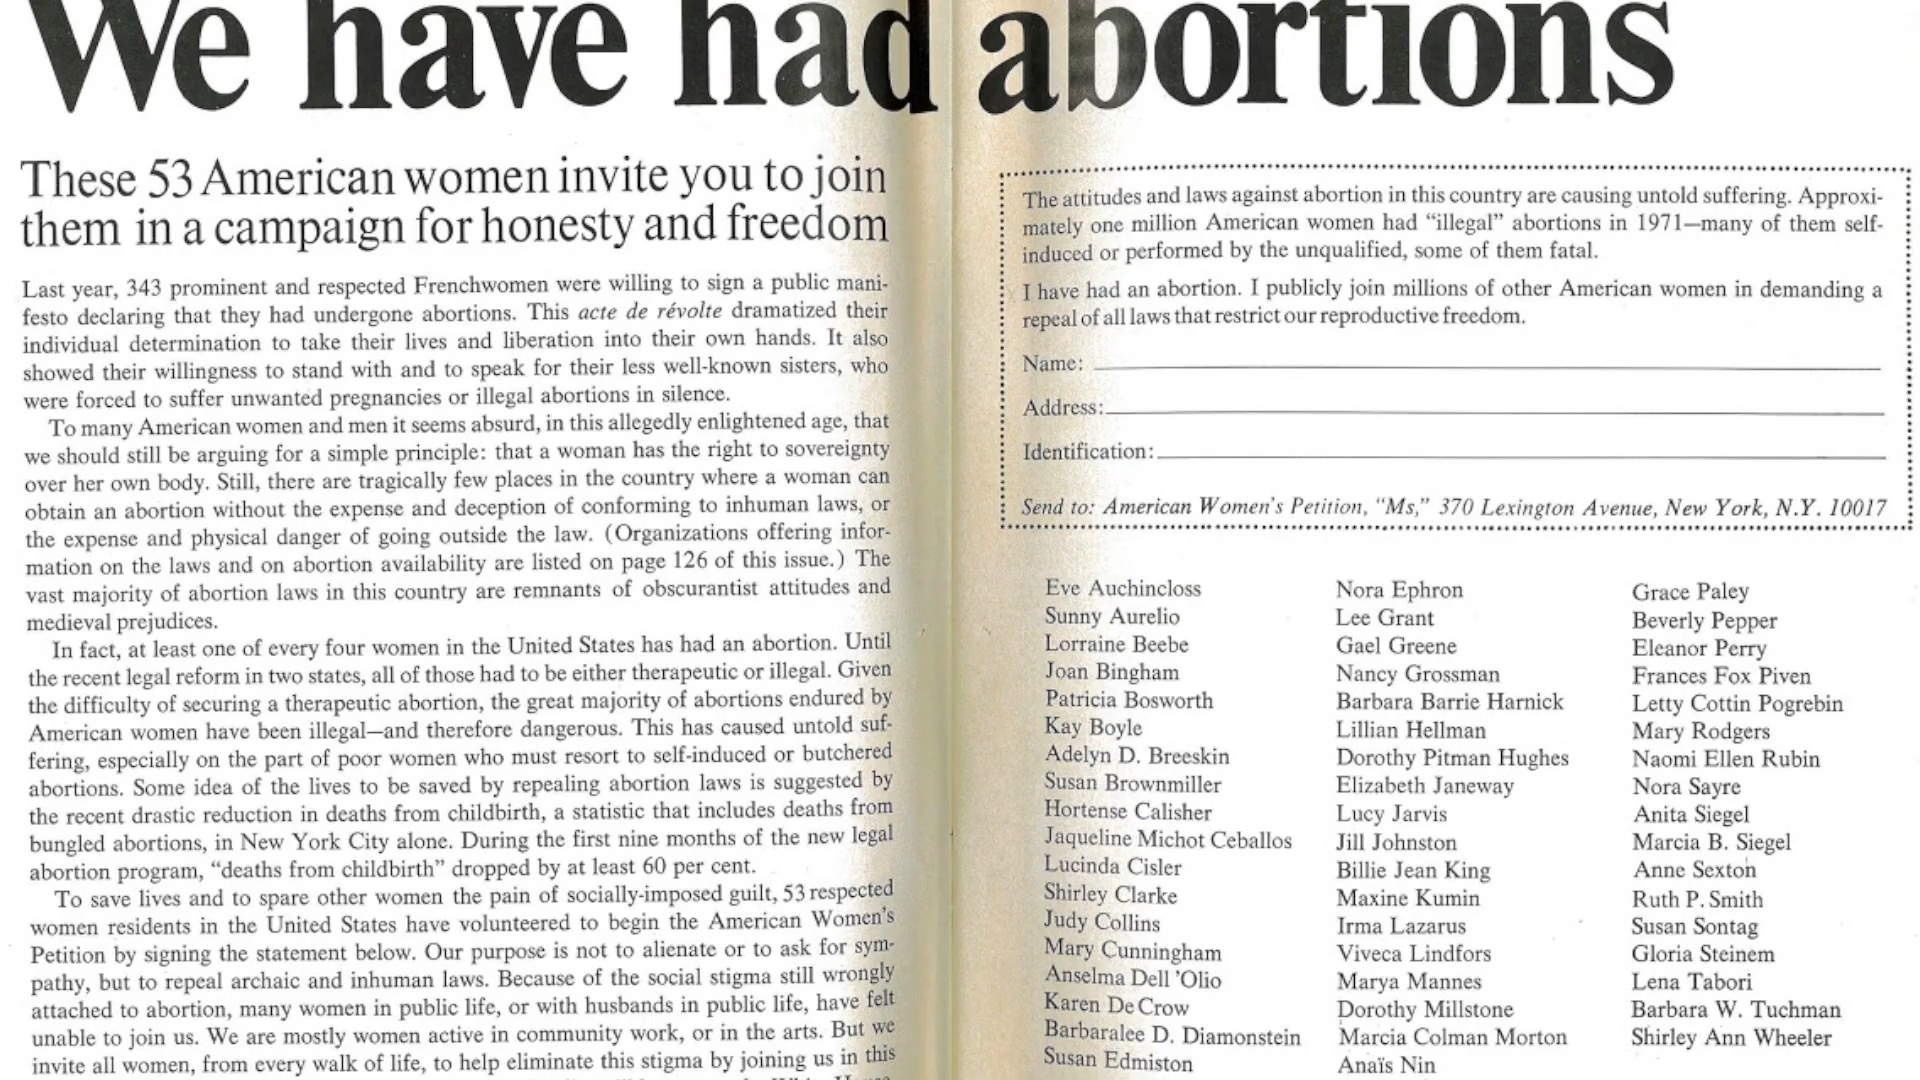 We have had abortions
These 53 American women invite you to join
them in a campaign for honesty and freedom
Last year, 343 prominent and respected Frenchwomen were willing to sign a public mani-
festo declaring that they had undergone abortions. This acte de révolte dramatized their
individual determination to take their lives and liberation into their own hands. It also
showed their willingness to stand with and to speak for their less well-known sisters, who
were forced to suffer unwanted pregnancies or illegal abortions in silence.
To many American women and men it seems absurd, in this allegedly enlightened age, that
we should still be arguing for a simple principle: that a woman has the right to sovereignty
over her own body. Still, there are tragically few places in the country where a woman can
obtain an abortion without the expense and deception of conforming to inhuman laws, or
the expense and physical danger of going outside the law. (Organizations offering infor-
mation on the laws and on abortion availability are listed on page 126 of this issue.) The
vast majority of abortion laws in this country are remnants of obscurantist attitudes and
medieval prejudices.
In fact, at least one of every four women in the United States has had an abortion. Until
the recent legal reform in two states, all of those had to be either therapeutic or illegal. Given
the difficulty of securing a therapeutic abortion, the great majority of abortions endured by
American women have been illegal—and therefore dangerous. This has caused untold suf-
fering, especially on the part of poor women who must resort to self-induced or butchered
abortions. Some idea of the lives to be saved by repealing abortion laws is suggested by
the recent drastic reduction in deaths from childbirth, a statistic that includes deaths from
bungled abortions, in New York City alone. During the first nine months of the new legal
abortion program, “deaths from childbirth” dropped by at least 60 per cent.
To save lives and to spare other women the pain of socially-imposed guilt, 53 respected
women residents in the United States have volunteered to begin the American Women's
Petition by signing the statement below. Our purpose is not to alienate or to ask for sym-
pathy, but to repeal archaic and inhuman laws. Because of the social stigma still wrongly
attached to abortion, many women in public life, or with husbands in public life, have felt
unable to join us. We are mostly women active in community work, or in the arts. But we
invite all women, from every walk of life, to help eliminate this stigma by joining us in this
The attitudes and laws against abortion in this country are causing untold suffering. Approxi-
mately one million American women had “illegal” abortions in 1971—many of them self-
induced or performed by the unqualified, some of them fatal.
I have had an abortion. I publicly join millions of other American women in demanding a
repeal of all laws that restrict our reproductive freedom.
Name:
Address:
Identification:
Send to: American Women's Petition, “Ms,” 370 Lexington Avenue, New York, N.Y. 10017
Eve Auchincloss
Sunny Aurelio
Lorraine Beebe
Joan Bingham
Patricia Bosworth
Kay Boyle
Adelyn D. Breeskin
Susan Brownmiller
Hortense Calisher
Jaqueline Michot Ceballos
Lucinda Cisler
Shirley Clarke
Judy Collins
Mary Cunningham
Anselma Dell 'Olio
Karen De Crow
Barbaralee D. Diamonstein
Susan Edmiston
Nora Ephron
Lee Grant
Gael Greene
Nancy Grossman
Barbara Barrie Harnick
Lillian Hellman
Dorothy Pitman Hughes
Elizabeth Janeway
Lucy Jarvis
Jill Johnston
Billie Jean King
Maxine Kumin
Irma Lazarus
Viveca Lindfors
Marya Mannes
Dorothy Millstone
Marcia Colman Morton
Anaïs Nin
Grace Paley
Beverly Pepper
Eleanor Perry
Frances Fox Piven
Letty Cottin Pogrebin
Mary Rodgers
Naomi Ellen Rubin
Nora Sayre
Anita Siegel
Marcia B. Siegel
Anne Sexton
Ruth P. Smith
Susan Sontag
Gloria Steinem
Lena Tabori
Barbara W. Tuchman
Shirley Ann Wheeler